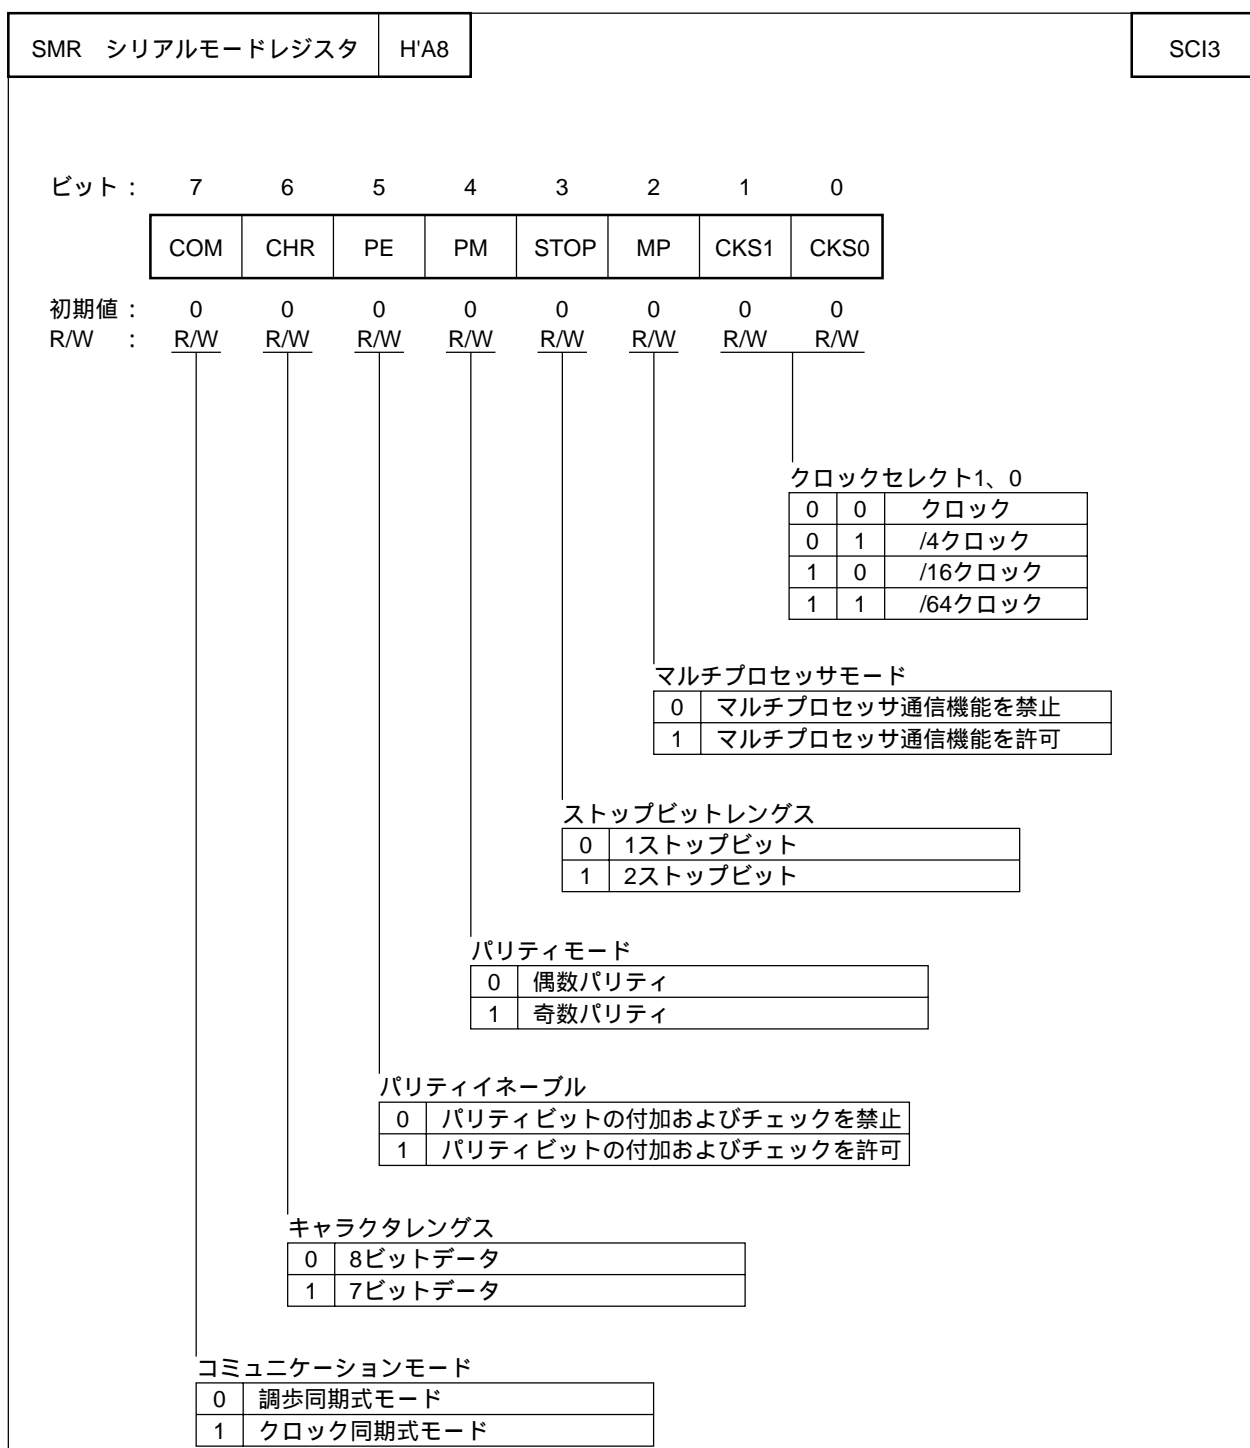 SMR シリアルモードレジスタ H'A8 SCI3
ビット： 7 6 5 4 3 2 1 0
COM CHR PE PM STOP MP CKS1 CKS0
初期値： 0 0 0 0 0 0 0 0
R/W ： R/W R/W R/W R/W R/W R/W R/W R/W
クロックセレクト1、0
0 0 クロック
0 1 /4クロック
1 0 /16クロック
1 1 /64クロック
マルチプロセッサモード
0 マルチプロセッサ通信機能を禁止
1 マルチプロセッサ通信機能を許可
ストップビットレングス
0 1ストップビット
1 2ストップビット
パリティモード
0 偶数パリティ
1 奇数パリティ
パリティイネーブル
0 パリティビットの付加およびチェックを禁止
1 パリティビットの付加およびチェックを許可
キャラクタレングス
0 8ビットデータ
1 7ビットデータ
コミュニケーションモード
0 調歩同期式モード
1 クロック同期式モード